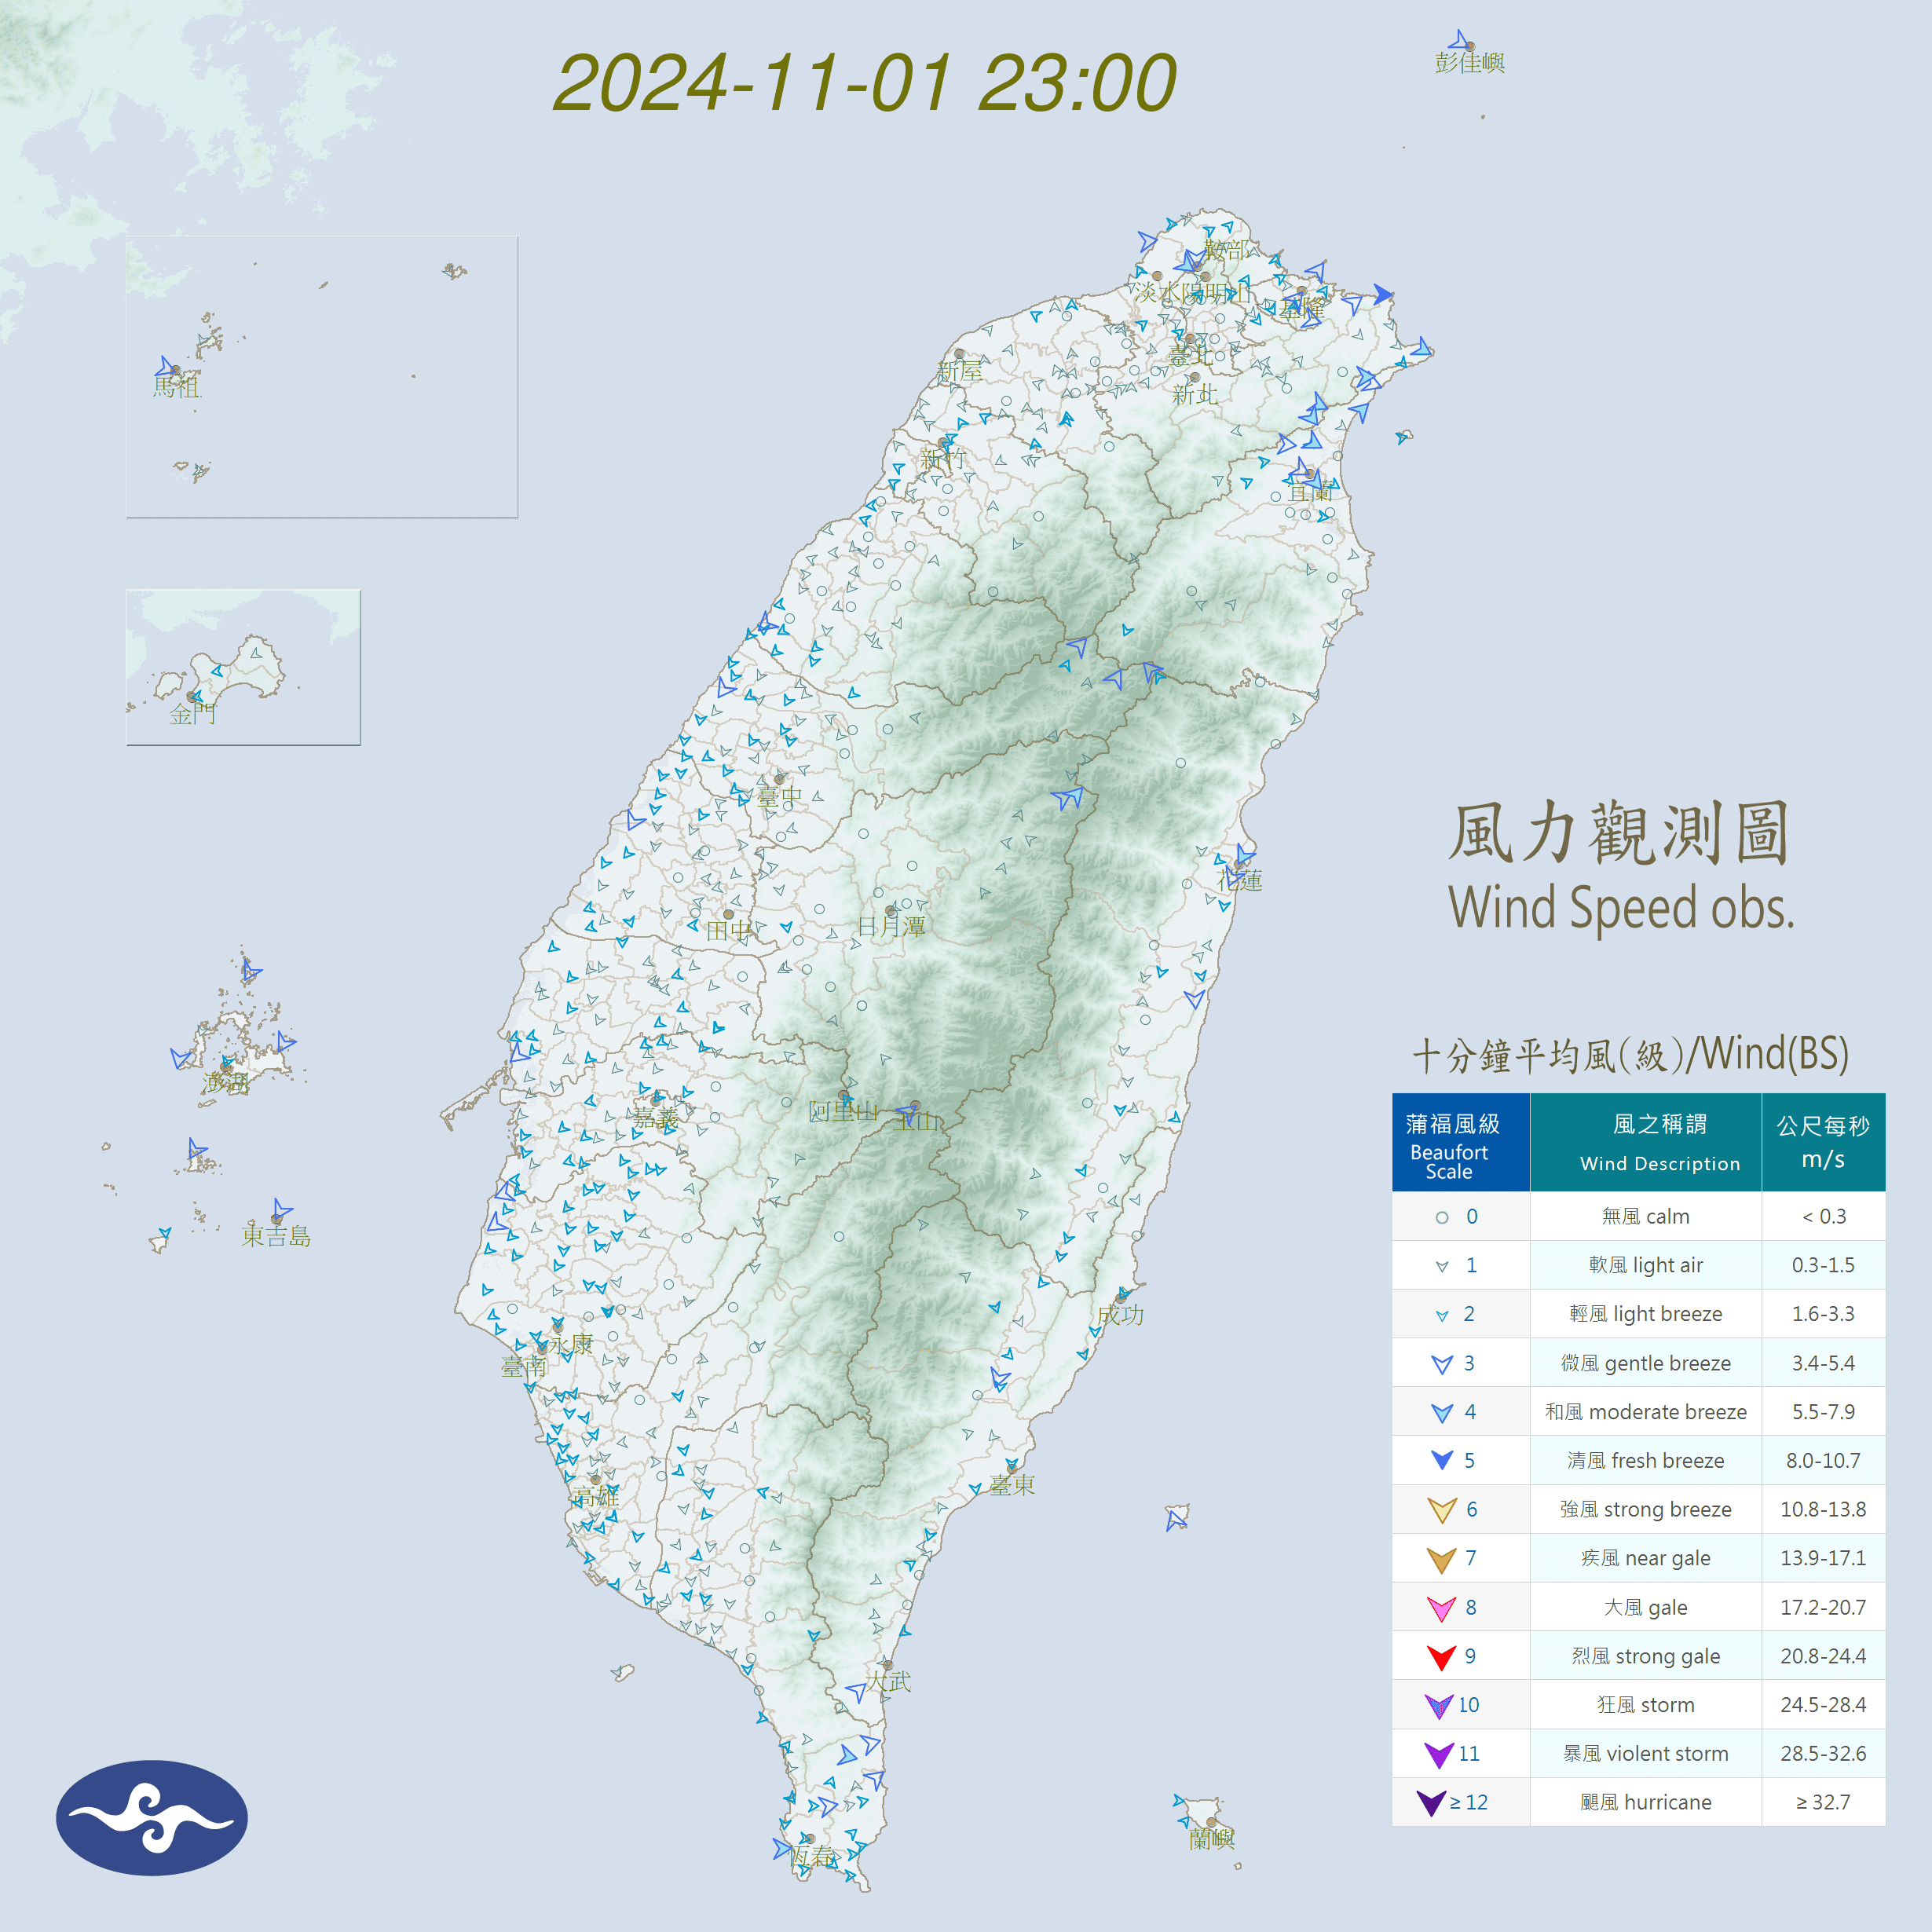 2024-11-01 23:00
彭佳嶼
鞍部
淡水
陽明山
基隆
臺北
新屋
新北
馬祖
新竹
宜蘭
金門
臺中
風力觀測圖
Wind Speed obs.
花蓮
田中
日月潭
十分鐘平均風(級)/Wind(BS)
澎湖
嘉義
阿里山
玉山
東吉島
成功
永康
臺南
臺東
高雄
大武
恆春
蘭嶼
蒲福風級 風之稱謂 公尺每秒
Beaufort Scale Wind Description m/s
0 無風 calm < 0.3
1 軟風 light air 0.3-1.5
2 輕風 light breeze 1.6-3.3
3 微風 gentle breeze 3.4-5.4
4 和風 moderate breeze 5.5-7.9
5 清風 fresh breeze 8.0-10.7
6 強風 strong breeze 10.8-13.8
7 疾風 near gale 13.9-17.1
8 大風 gale 17.2-20.7
9 烈風 strong gale 20.8-24.4
10 狂風 storm 24.5-28.4
11 暴風 violent storm 28.5-32.6
≥ 12 颶風 hurricane ≥ 32.7